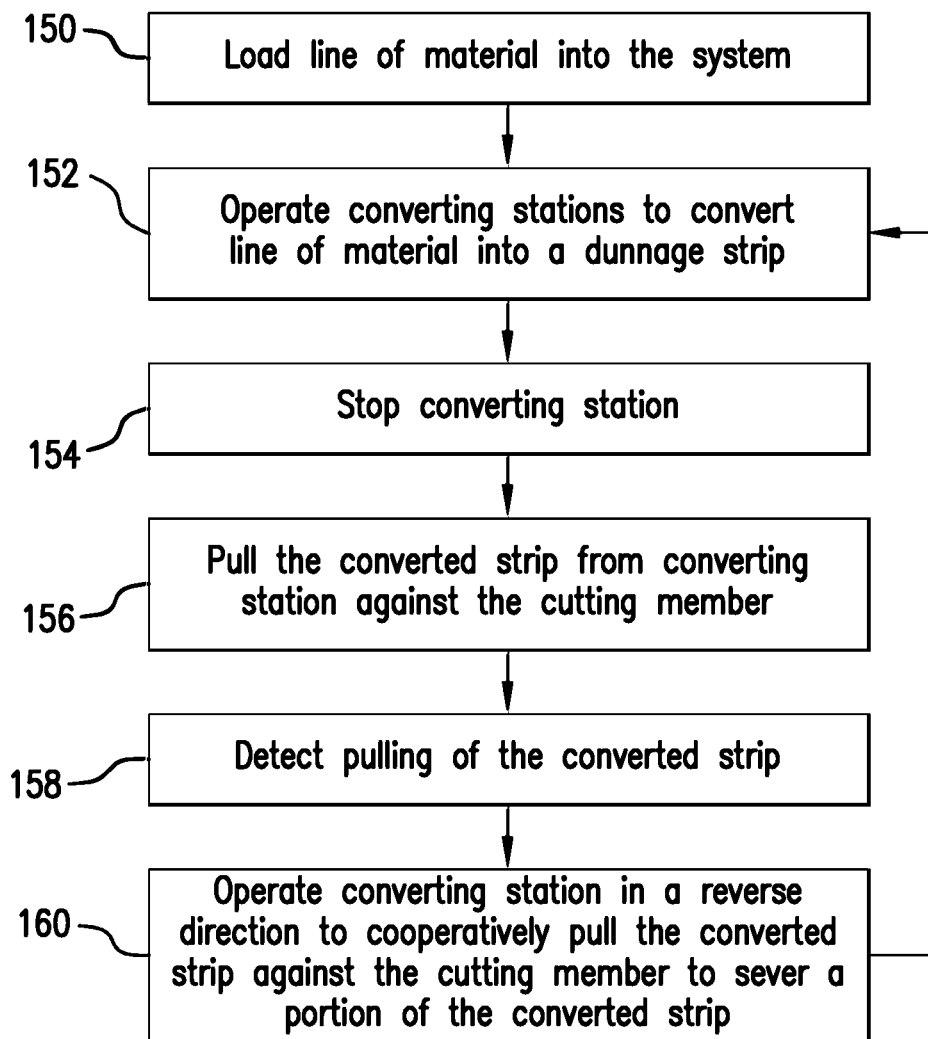 150
Load line of material into the system
152
Operate converting stations to convert
line of material into a dunnage strip
Stop converting station
154
Pull the converted strip from converting
station against the cutting member
156
Detect pulling of the converted strip
158
Operate converting station in a reverse
direction to cooperatively pull the converted
strip against the cutting member to sever a
portion of the converted strip
160